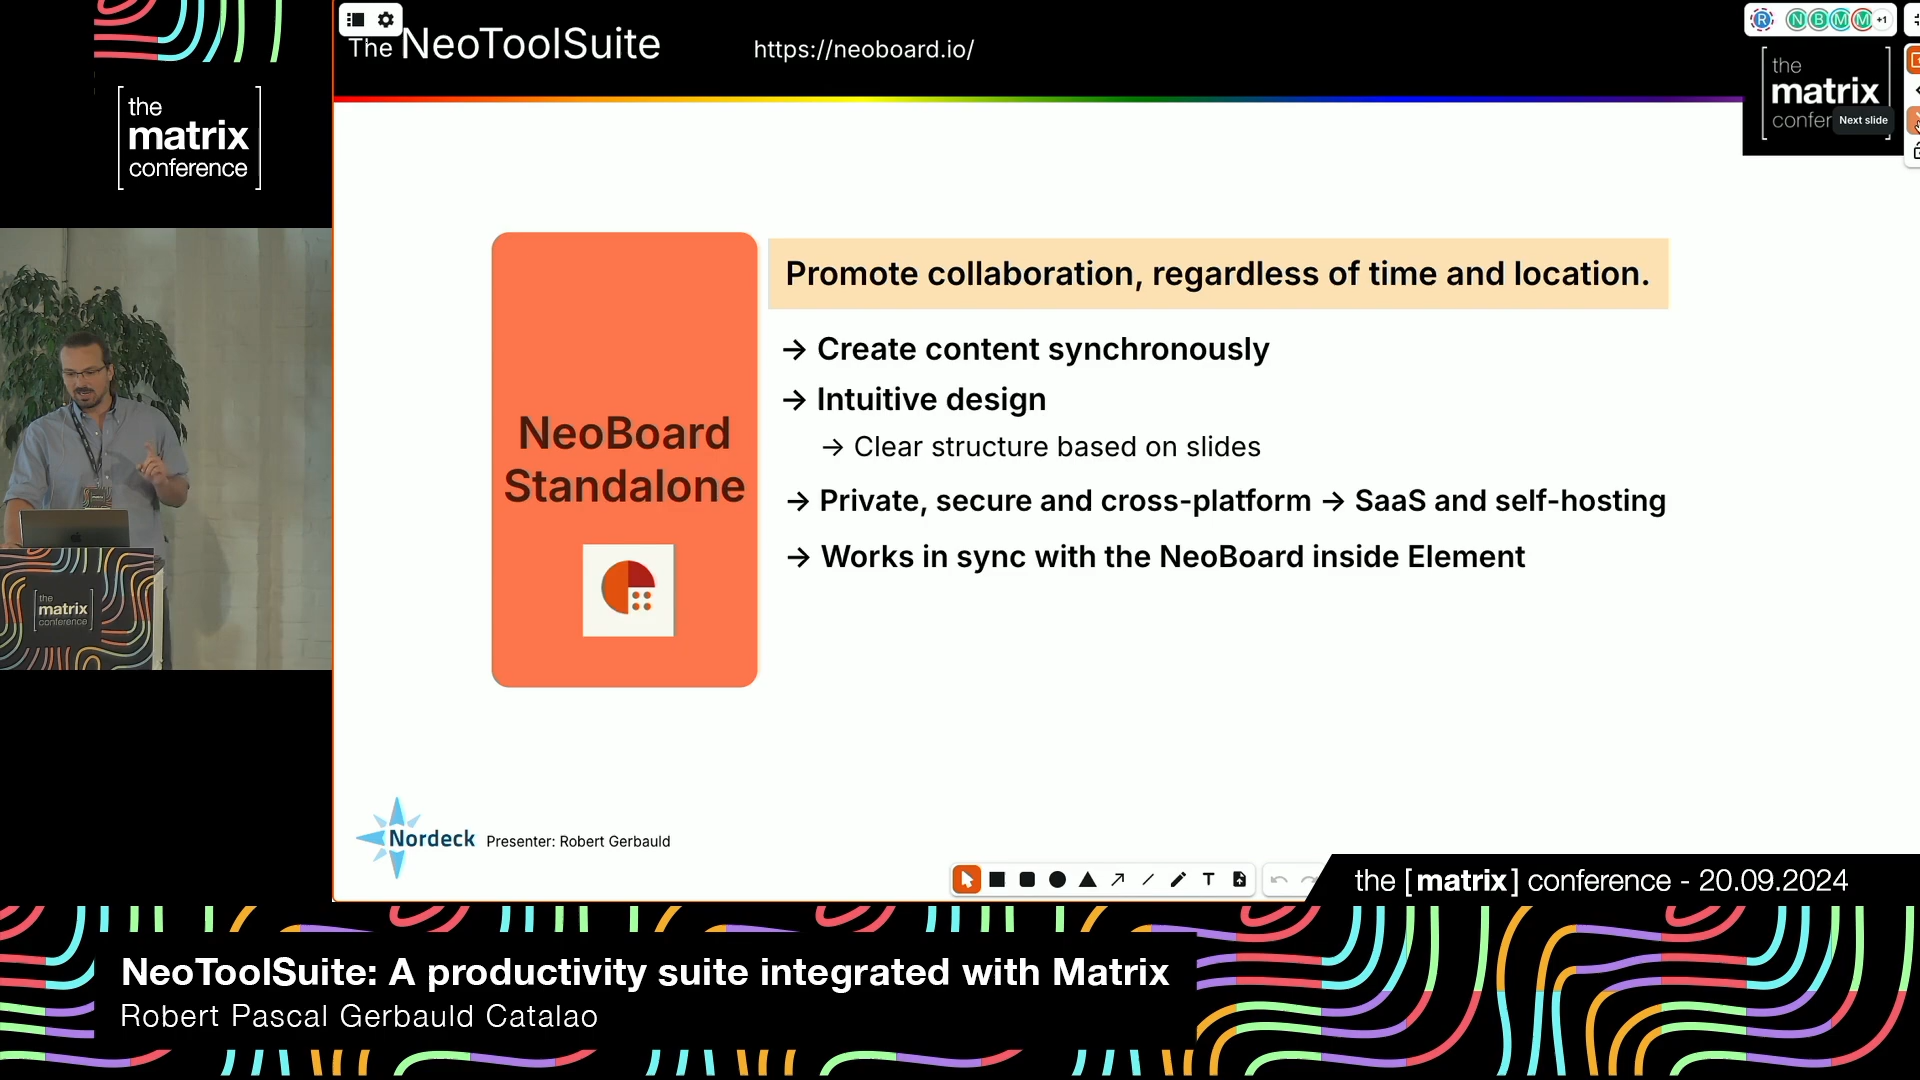 the
matrix
conference
The NeoToolSuite
https://neoboard.io/
R
N
B
M
M
+1
the
matrix
confer
Next slide
NeoBoard
Standalone
Promote collaboration, regardless of time and location.
→ Create content synchronously
→ Intuitive design
→ Clear structure based on slides
→ Private, secure and cross-platform → SaaS and self-hosting
→ Works in sync with the NeoBoard inside Element
the
matrix
conference
Nordeck
Presenter: Robert Gerbauld
T
the [matrix] conference - 20.09.2024
NeoToolSuite: A productivity suite integrated with Matrix
Robert Pascal Gerbauld Catalao